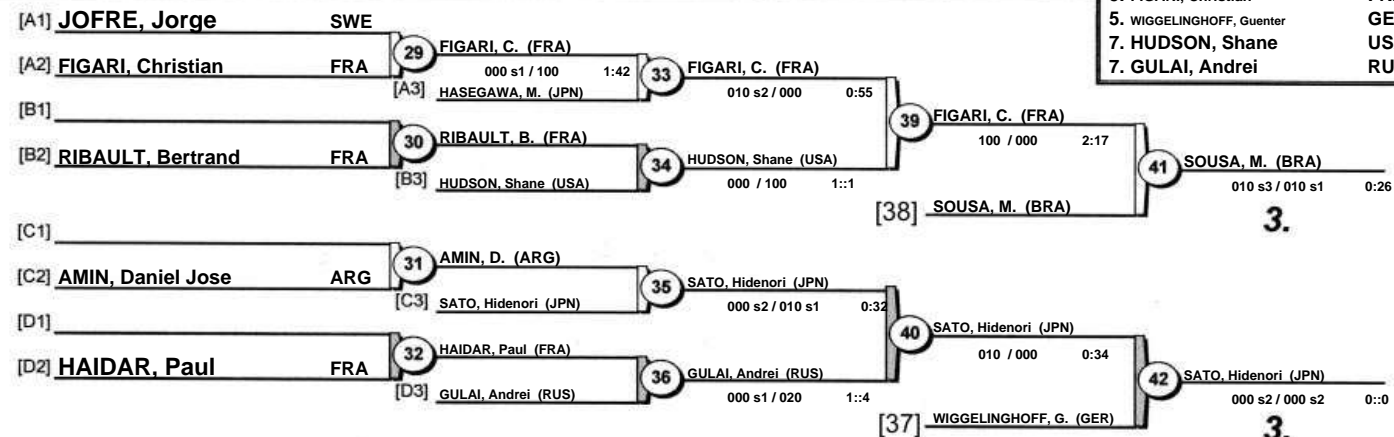 5. WIGGELINGHOFF, Guenter GE
7. HUDSON, Shane US
7. GULAI, Andrei RU
[A1] JOFRE, Jorge SWE
[A2] FIGARI, Christian FRA
29 FIGARI, C. (FRA)
000 s1 / 100 1:42
[A3] HASEGAWA, M. (JPN)
33 FIGARI, C. (FRA)
010 s2 / 000 0:55
[B1]
[B2] RIBAULT, Bertrand FRA
30 RIBAULT, B. (FRA)
[B3] HUDSON, Shane (USA)
34 HUDSON, Shane (USA)
000 / 100 1::1
39 FIGARI, C. (FRA)
100 / 000 2:17
[38] SOUSA, M. (BRA)
41 SOUSA, M. (BRA)
010 s3 / 010 s1 0:26
3.
[C1]
[C2] AMIN, Daniel Jose ARG
31 AMIN, D. (ARG)
[C3] SATO, Hidenori (JPN)
35 SATO, Hidenori (JPN)
000 s2 / 010 s1 0:32
[D1]
[D2] HAIDAR, Paul FRA
32 HAIDAR, Paul (FRA)
[D3] GULAI, Andrei (RUS)
36 GULAI, Andrei (RUS)
000 s1 / 020 1::4
40 SATO, Hidenori (JPN)
010 / 000 0:34
[37] WIGGELINGHOFF, G. (GER)
42 SATO, Hidenori (JPN)
000 s2 / 000 s2 0::0
3.